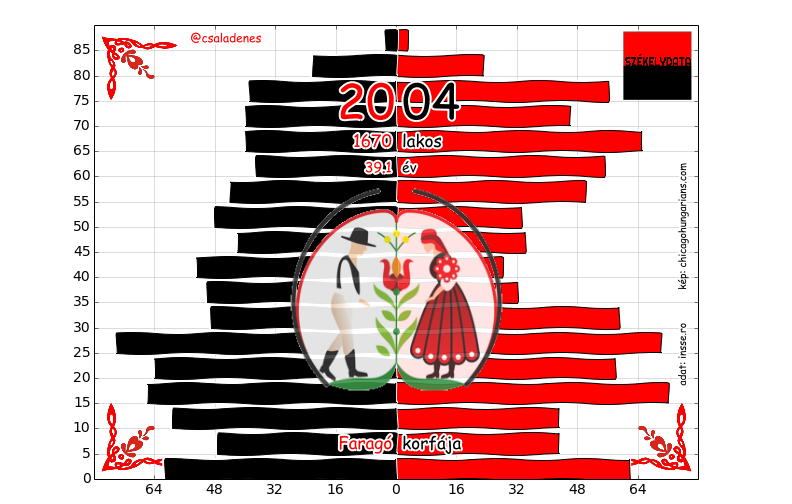 @csaladenes
SZÉKELYDATA
2004
1670 lakos
39.1 év
kép: chicagohungarians.com
adat: insse.ro
Faragó korfája
85
80
75
70
65
60
55
50
45
40
35
30
25
20
15
10
5
0
64 48 32 16 0 16 32 48 64